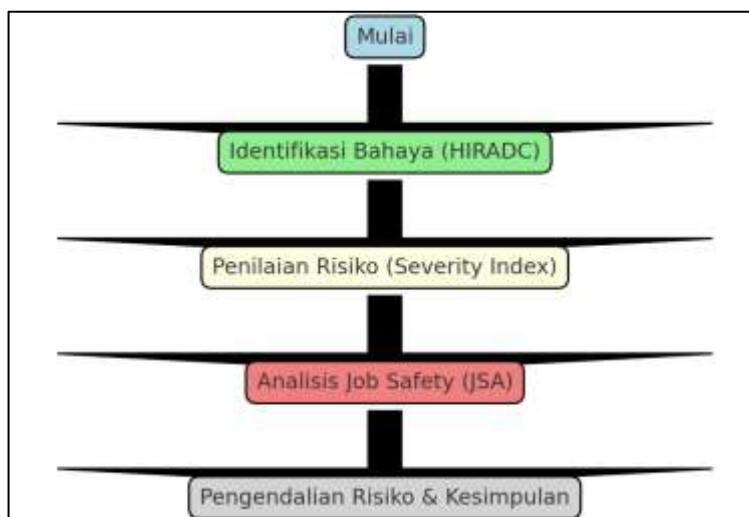 Mulai
Identifikasi Bahaya (HIRADC)
Penilaian Risiko (Severity Index)
Analisis Job Safety (JSA)
Pengendalian Risiko & Kesimpulan